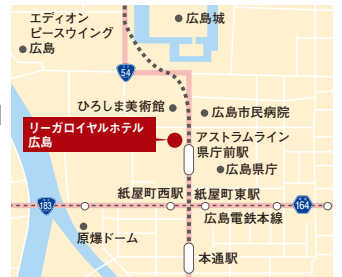 エディオン
ピースウイング
広島
広島城
54
ひろしま美術館
広島市民病院
リーガロイヤルホテル
広島
アストラムライン
県庁前駅
広島県庁
紙屋町西駅
紙屋町東駅
183
164
広島電鉄本線
原爆ドーム
本通駅